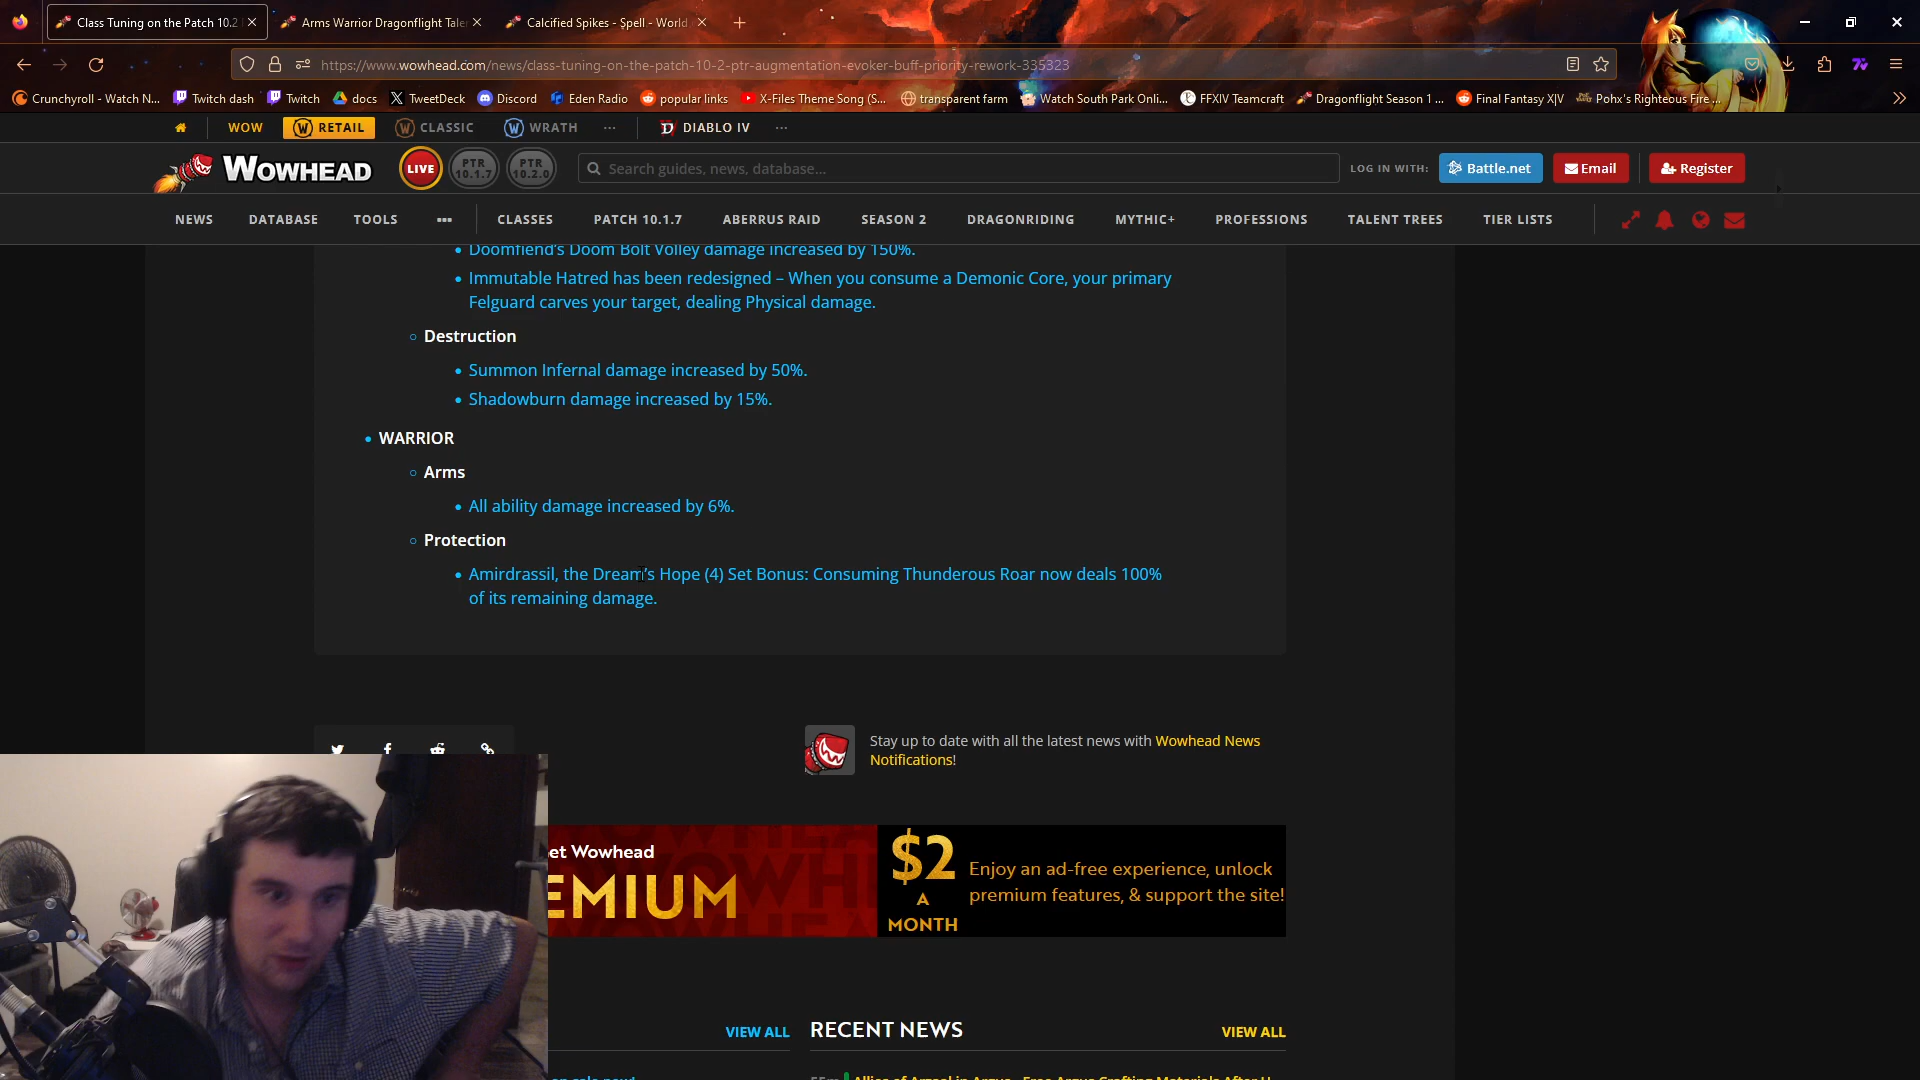 Class Tuning on the Patch 10.2
Arms Warrior Dragonflight Tale
Calcified Spikes - Spell - World
https://www.wowhead.com/news/class-tuning-on-the-patch-10-2-ptr-augmentation-evoker-buff-priority-rework-335323
Crunchyroll - Watch N...
Twitch dash
Twitch
docs
TweetDeck
Discord
Eden Radio
popular links
X-Files Theme Song (S...
transparent farm
Watch South Park Onli...
FFXIV Teamcraft
Dragonflight Season 1 ...
Final Fantasy X|V
Pohx's Righteous Fire ...
WOW
RETAIL
CLASSIC
WRATH
DIABLO IV
WOWHEAD
LIVE
PTR 10.1.7
PTR 10.2.0
Search guides, news, database...
LOG IN WITH:
Battle.net
Email
Register
NEWS
DATABASE
TOOLS
CLASSES
PATCH 10.1.7
ABERRUS RAID
SEASON 2
DRAGONRIDING
MYTHIC+
PROFESSIONS
TALENT TREES
TIER LISTS
Doomfiend's Doom Bolt Volley damage increased by 150%.
Immutable Hatred has been redesigned – When you consume a Demonic Core, your primary
Felguard carves your target, dealing Physical damage.
Destruction
Summon Infernal damage increased by 50%.
Shadowburn damage increased by 15%.
WARRIOR
Arms
All ability damage increased by 6%.
Protection
Amirdrassil, the Dream's Hope (4) Set Bonus: Consuming Thunderous Roar now deals 100%
of its remaining damage.
Stay up to date with all the latest news with Wowhead News
Notifications!
et Wowhead
EMIUM
$2
A
MONTH
Enjoy an ad-free experience, unlock
premium features, & support the site!
VIEW ALL
RECENT NEWS
VIEW ALL